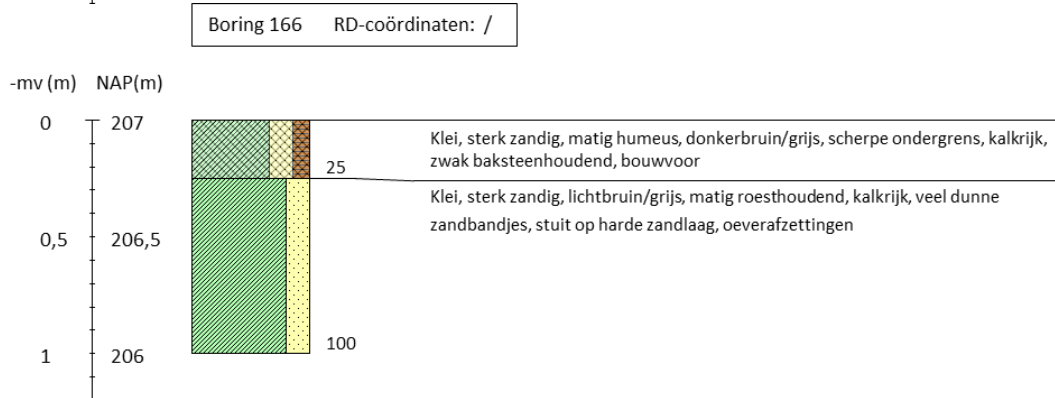 Boring 166 RD-coördinaten: /
-mv (m) NAP(m)
0 207
Klei, sterk zandig, matig humeus, donkerbruin/grijs, scherpe ondergrens, kalkrijk,
zwak baksteenhoudend, bouwvoor
25
Klei, sterk zandig, lichtbruin/grijs, matig roesthoudend, kalkrijk, veel dunne
zandbandjes, stuit op harde zandlaag, oeverafzettingen
0,5 206,5
100
1 206